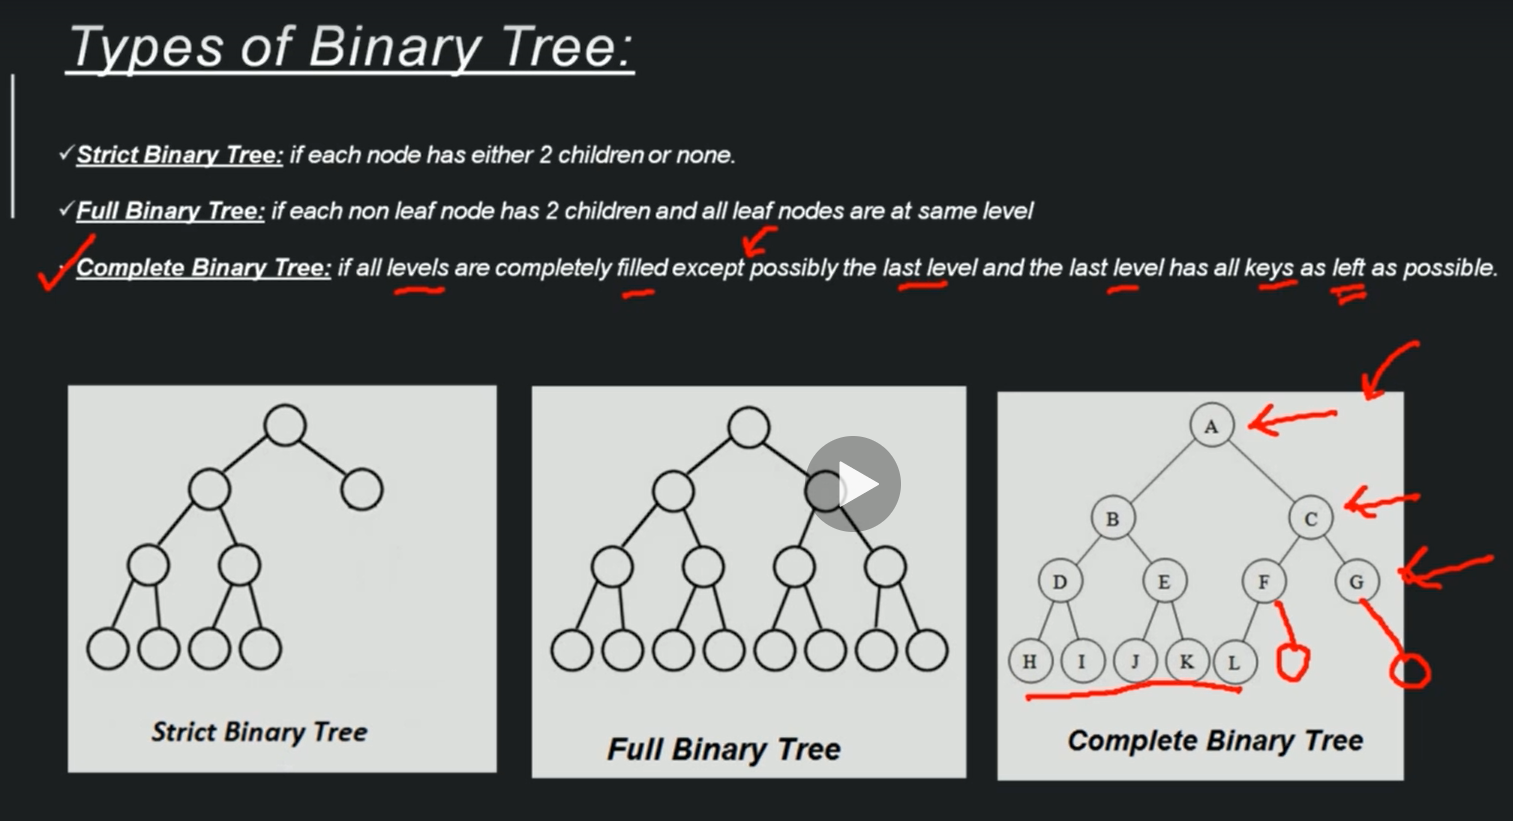 Types of Binary Tree:
✓Strict Binary Tree: if each node has either 2 children or none.
✓Full Binary Tree: if each non leaf node has 2 children and all leaf nodes are at same level
Complete Binary Tree: if all levels are completely filled except possibly the last level and the last level has all keys as left as possible.
A
B C
D E F G
H I J K L
Strict Binary Tree
Full Binary Tree
Complete Binary Tree